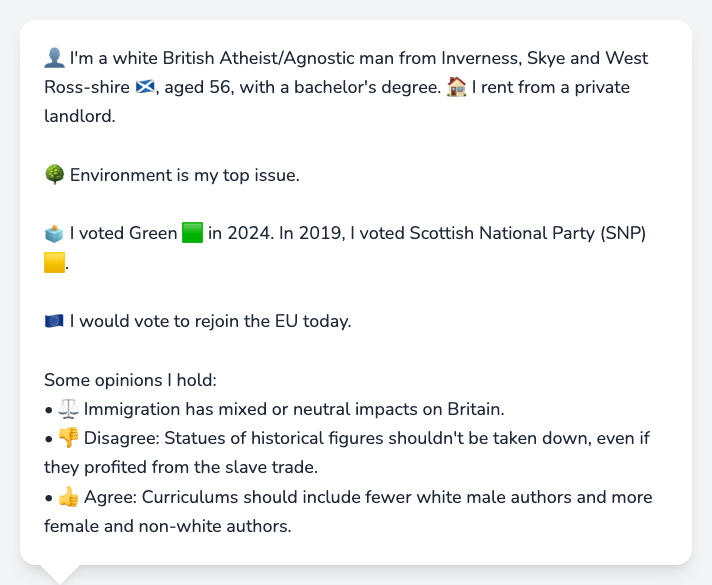 👤 I'm a white British Atheist/Agnostic man from Inverness, Skye and West
Ross-shire 🏴󠁧󠁢󠁳󠁣󠁴󠁿, aged 56, with a bachelor's degree. 🏠 I rent from a private
landlord.
🌳 Environment is my top issue.
🗳️ I voted Green 🟩 in 2024. In 2019, I voted Scottish National Party (SNP)
🟨.
🇪🇺 I would vote to rejoin the EU today.
Some opinions I hold:
• ⚖️ Immigration has mixed or neutral impacts on Britain.
• 👎 Disagree: Statues of historical figures shouldn't be taken down, even if
they profited from the slave trade.
• 👍 Agree: Curriculums should include fewer white male authors and more
female and non-white authors.